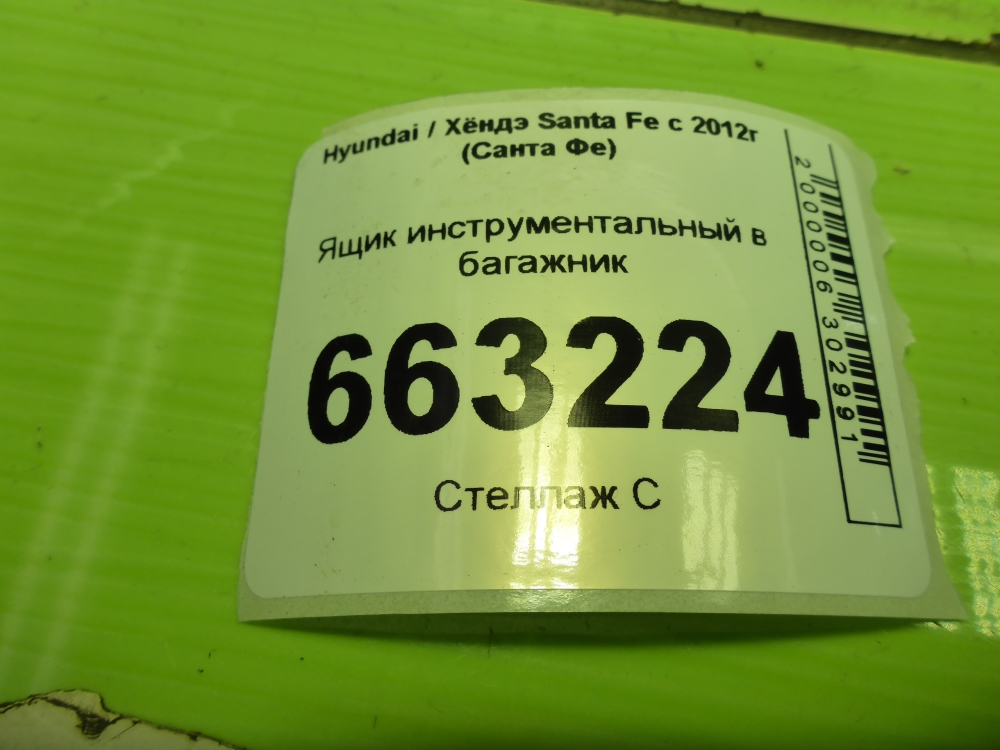 Hyundai / Хёндэ Santa Fe с 2012г
(Санта Фе)
Ящик инструментальный в
багажник
663224
Стеллаж С
2000006302991